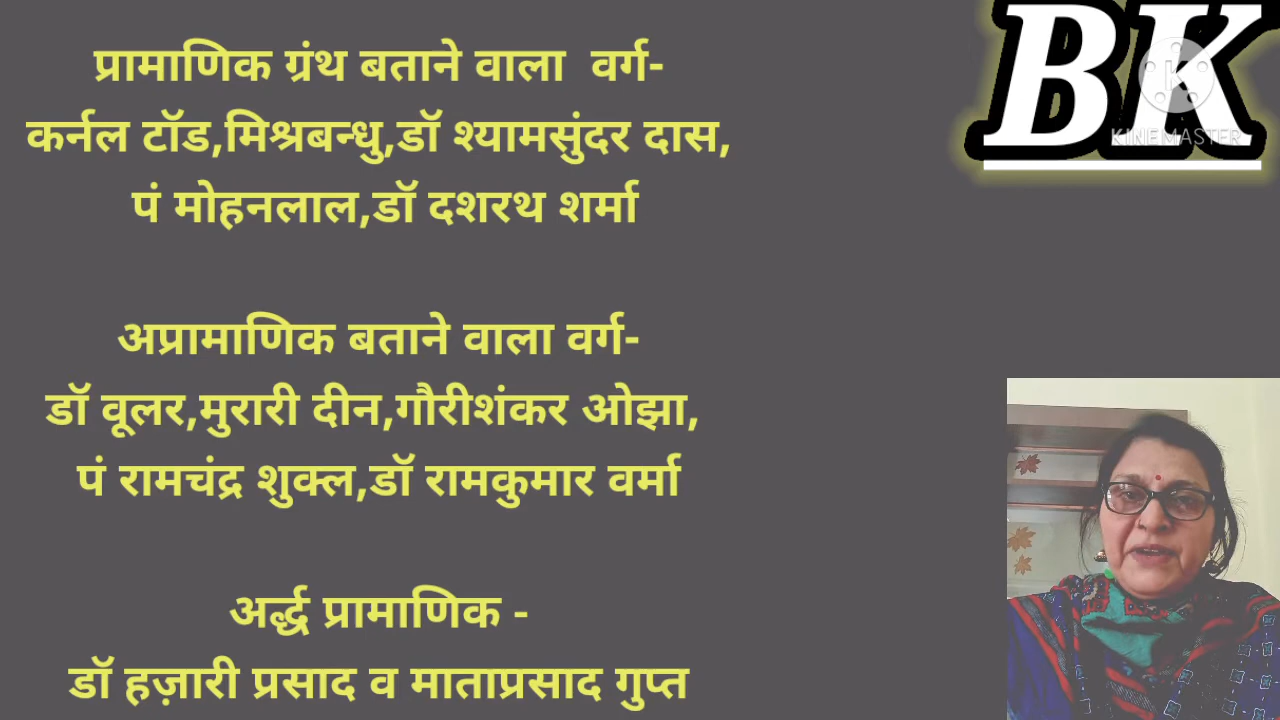 प्रामाणिक ग्रंथ बताने वाला वर्ग-
कर्नल टॉड,मिश्रबन्धु,डॉ श्यामसुंदर दास,
पं मोहनलाल,डॉ दशरथ शर्मा
अप्रामाणिक बताने वाला वर्ग-
डॉ वूलर,मुरारी दीन,गौरीशंकर ओझा,
पं रामचंद्र शुक्ल,डॉ रामकुमार वर्मा
अर्द्ध प्रामाणिक -
डॉ हज़ारी प्रसाद व माताप्रसाद गुप्त
BK
KINEMASTER